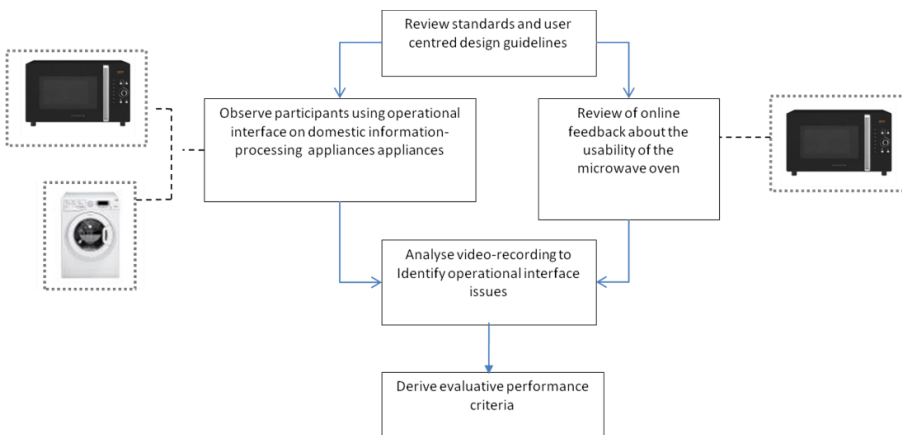 Review standards and user
centred design guidelines
Observe participants using operational
interface on domestic information-
processing appliances appliances
Review of online
feedback about the
usability of the
microwave oven
Analyse video-recording to
Identify operational interface
issues
Derive evaluative performance
criteria